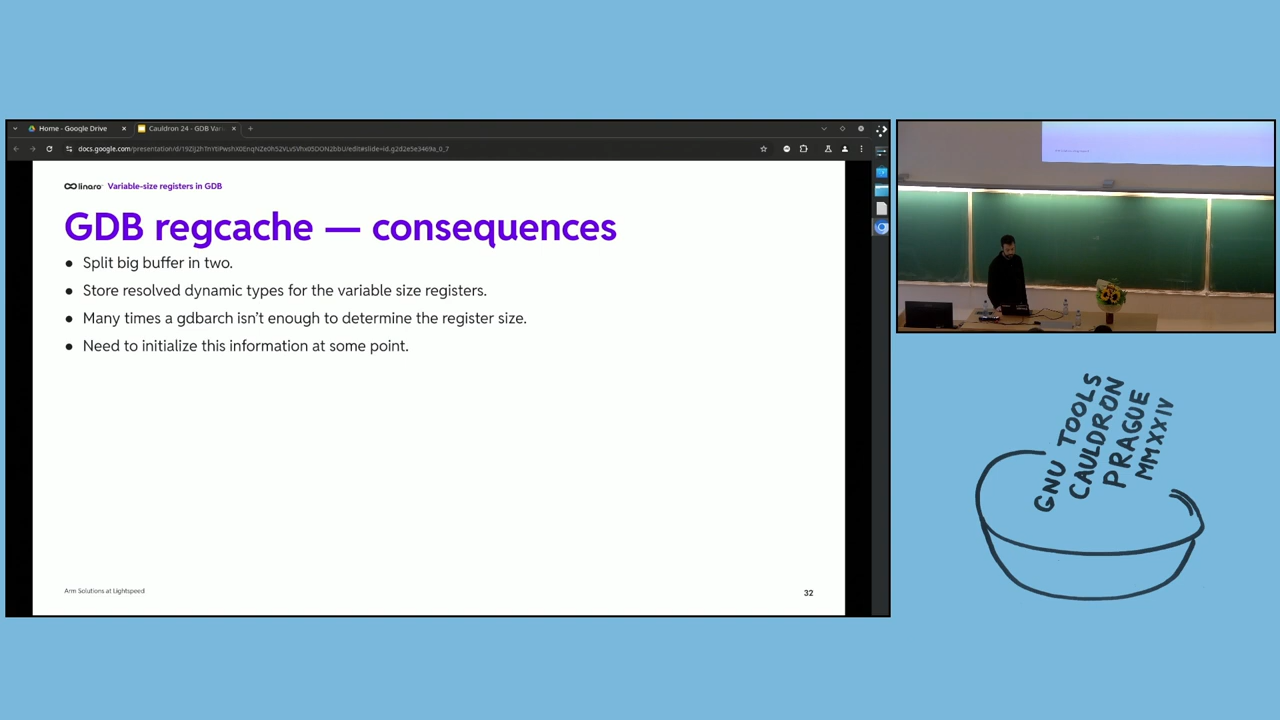 Home - Google Drive
Cauldron 24 - GDB Var
linaro Variable-size registers in GDB
GDB regcache — consequences
● Split big buffer in two.
● Store resolved dynamic types for the variable size registers.
● Many times a gdbarch isn't enough to determine the register size.
● Need to initialize this information at some point.
Arm Solutions at Lightspeed
32
GNU TOOLS
CAULDRON
PRAGUE
MMXXIV